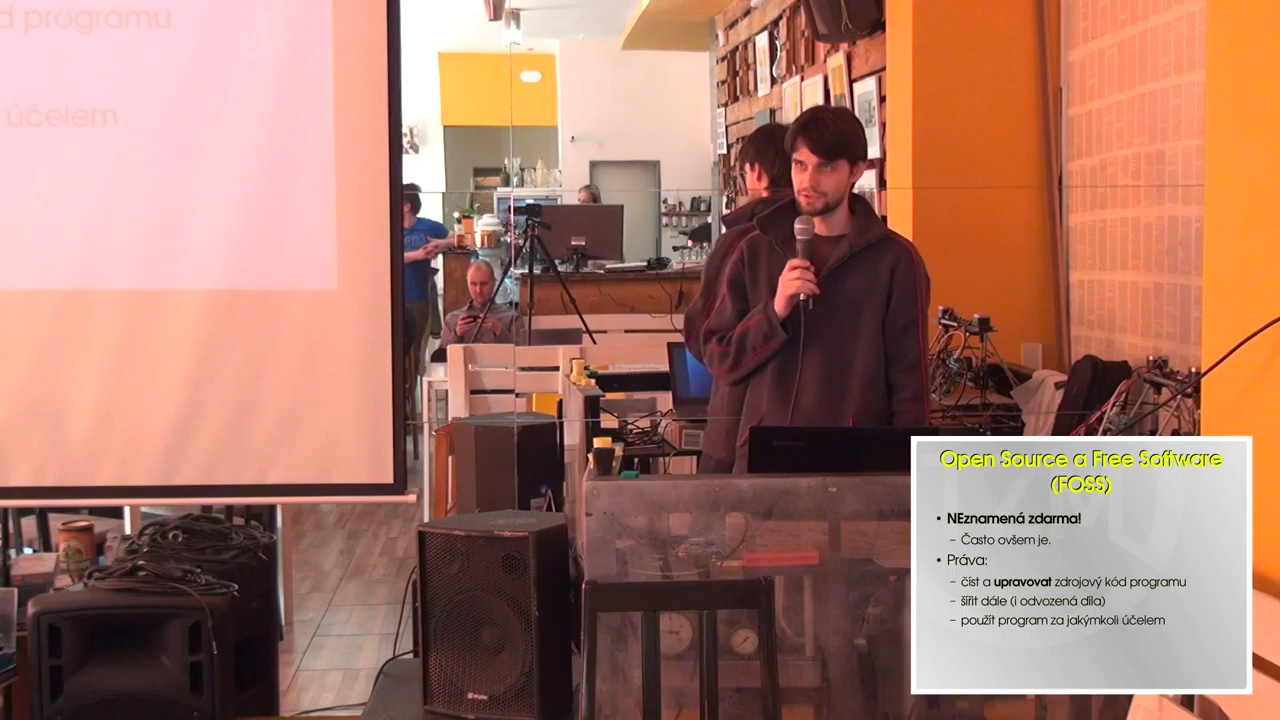 d programu
účelem
Open Source a Free Software
(FOSS)
• NEznamená zdarma!
– Často ovšem je.
• Práva:
– číst a upravovat zdrojový kód programu
– šířit dále (i odvozená díla)
– použít program za jakýmkoli účelem